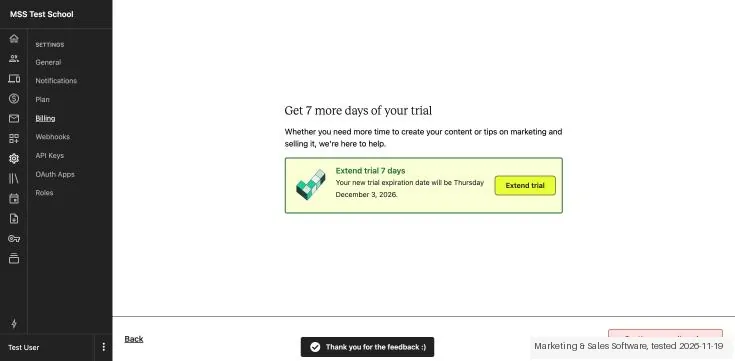 MSS Test School
SETTINGS
General
Notifications
Plan
Billing
Webhooks
API Keys
OAuth Apps
Roles
Test User
Get 7 more days of your trial
Whether you need more time to create your content or tips on marketing and
selling it, we're here to help.
Extend trial 7 days
Your new trial expiration date will be Thursday
December 3, 2026.
Extend trial
Back
Thank you for the feedback :)
Marketing & Sales Software, tested 2026-11-19